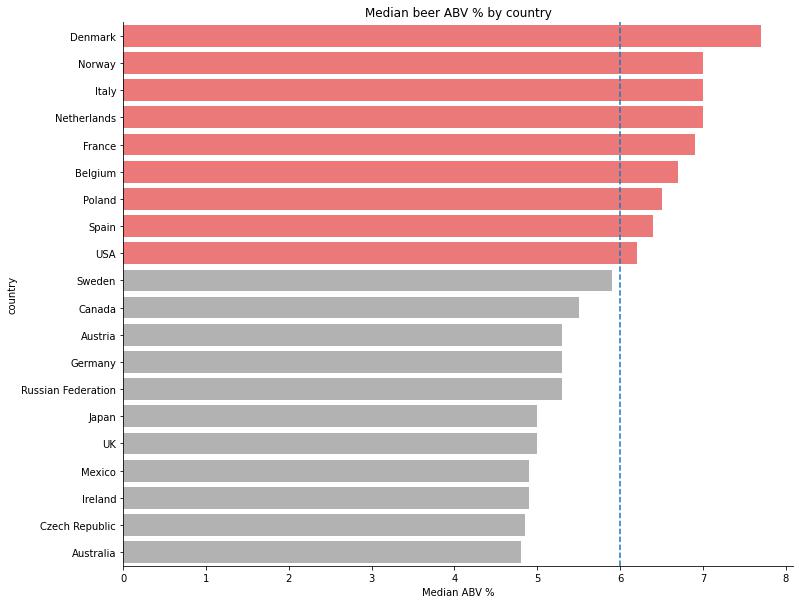 Median beer ABV % by country
Denmark
Norway
Italy
Netherlands
France
Belgium
Poland
Spain
USA
Sweden
Canada
Austria
Germany
Russian Federation
Japan
UK
Mexico
Ireland
Czech Republic
Australia
country
0 1 2 3 4 5 6 7 8
Median ABV %